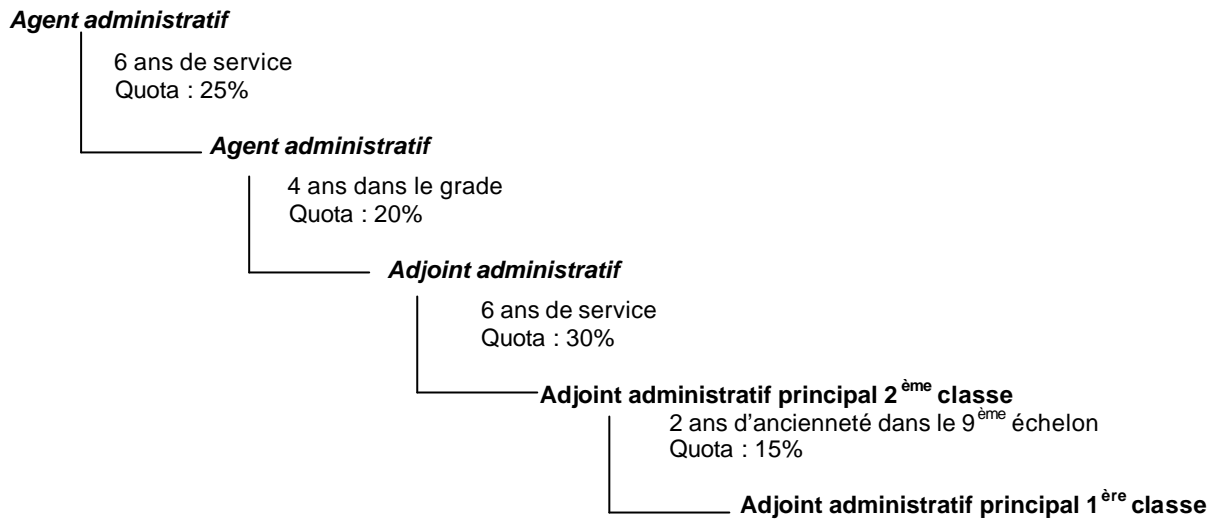 Agent administratif
6 ans de service
Quota : 25%
Agent administratif
4 ans dans le grade
Quota : 20%
Adjoint administratif
6 ans de service
Quota : 30%
Adjoint administratif principal 2ème classe
2 ans d'ancienneté dans le 9ème échelon
Quota : 15%
Adjoint administratif principal 1ère classe